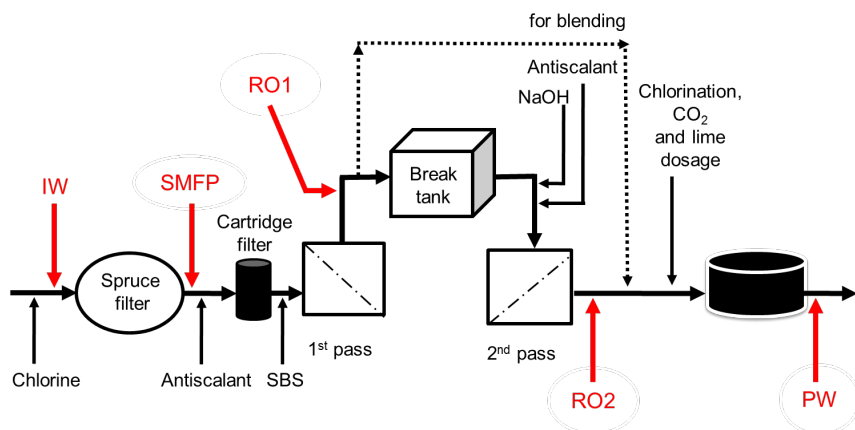 for blending
Antiscalant
NaOH
RO1
Chlorination,
CO2
and lime
dosage
IW
SMFP
Break
tank
Cartridge
filter
Spruce
filter
1st pass
2nd pass
Chlorine
Antiscalant
SBS
RO2
PW